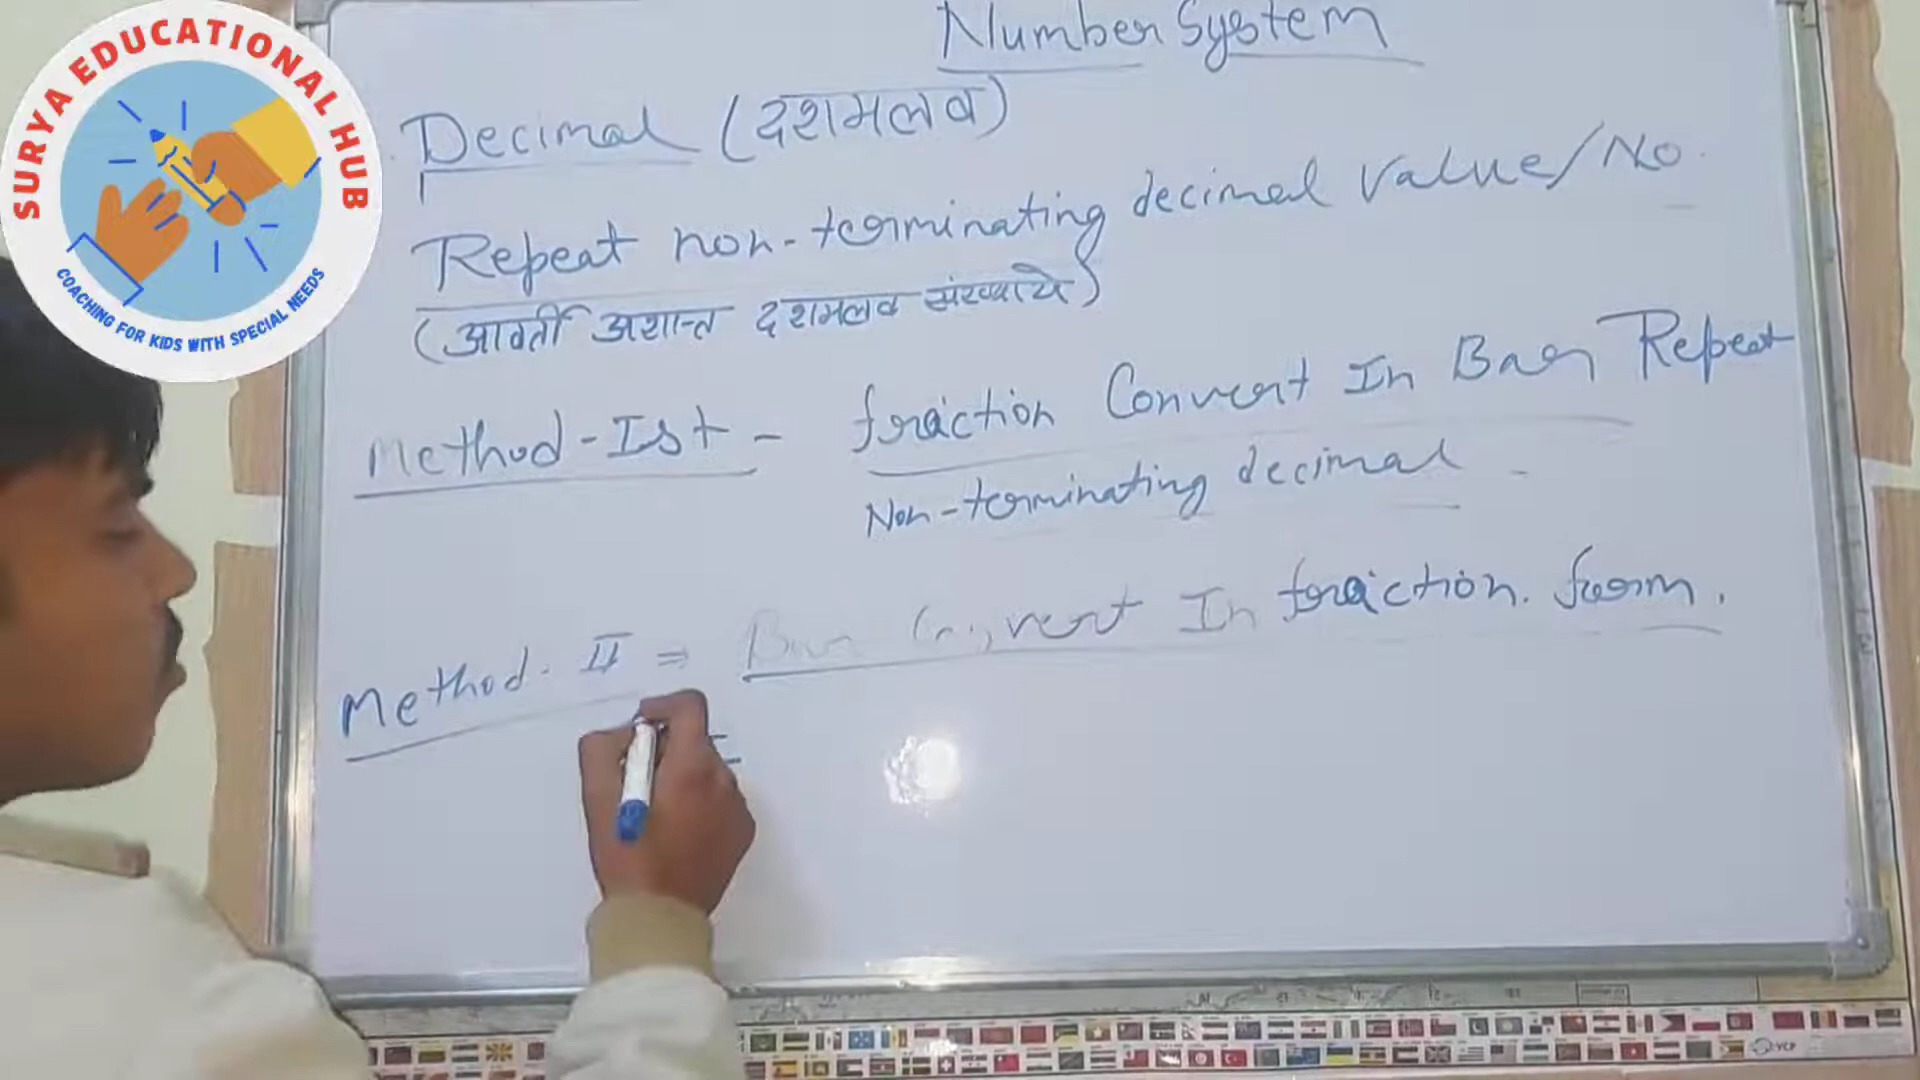 SURYA EDUCATIONAL HUB
COACHING FOR KIDS WITH SPECIAL NEEDS
Number System
Decimal (दशमलव)
Repeat non-terminating decimal Value/No.
(आवर्ती अशान्त दशमलव संख्याये)
Method-Ist - fraction Convert In Bar Repeat
Non-terminating decimal
Method. II ⇒ Bar Convert In fraction. form.